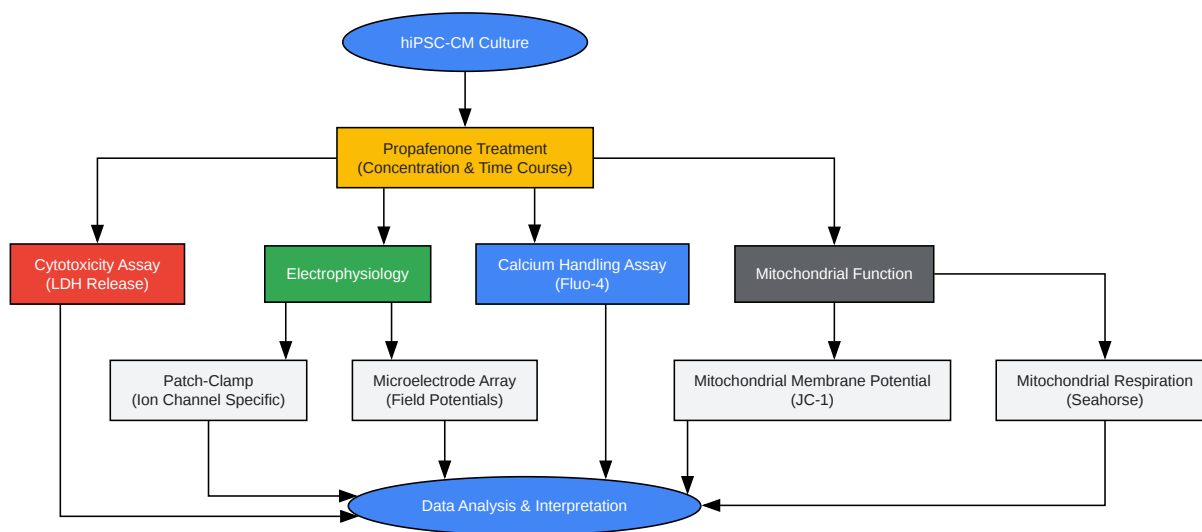 hiPSC-CM Culture
Propafenone Treatment
(Concentration & Time Course)
Cytotoxicity Assay
(LDH Release)
Electrophysiology
Calcium Handling Assay
(Fluo-4)
Mitochondrial Function
Patch-Clamp
(Ion Channel Specific)
Microelectrode Array
(Field Potentials)
Mitochondrial Membrane Potential
(JC-1)
Mitochondrial Respiration
(Seahorse)
Data Analysis & Interpretation